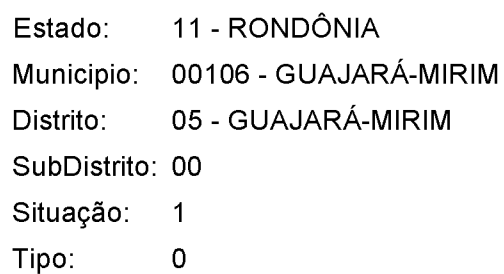 Estado: 11 - RONDÔNIA
Municipio: 00106 - GUAJARÁ-MIRIM
Distrito: 05 - GUAJARÁ-MIRIM
SubDistrito: 00
Situação: 1
Tipo: 0